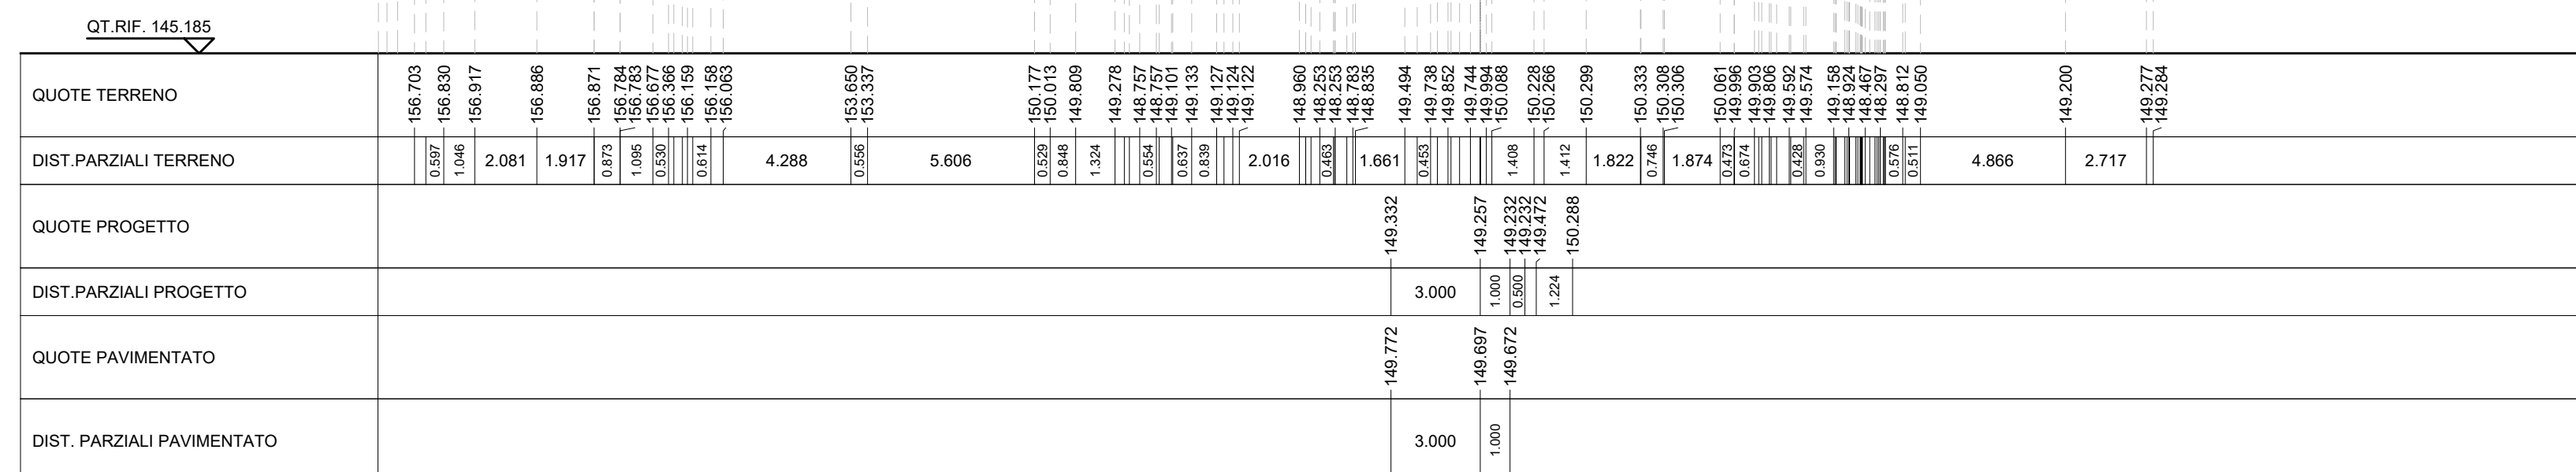 QT.RIF. 145.185
QUOTE TERRENO
156.703 156.830 156.917 156.886 156.871 156.784 156.783 156.677 156.366 156.159 156.158 156.063 153.650 153.337 150.177 150.013 149.809 149.278 148.757 148.757 149.101 149.133 149.127 149.124 149.122 148.960 148.253 148.253 148.783 148.835 149.494 149.738 149.852 149.744 149.994 150.088 150.228 150.266 150.299 150.333 150.308 150.306 150.061 149.996 149.903 149.806 149.592 149.574 149.158 148.924 148.467 148.297 148.812 149.050 149.200 149.277 149.284
DIST.PARZIALI TERRENO
0.597 1.046 2.081 1.917 0.873 1.095 0.530 0.614 4.288 0.556 5.606 0.529 0.848 1.324 0.554 0.637 0.839 2.016 0.463 1.661 0.453 1.408 1.412 1.822 0.746 1.874 0.473 0.674 0.428 0.930 0.576 0.511 4.866 2.717
QUOTE PROGETTO
149.332 149.257 149.232 149.232 149.472 150.288
DIST.PARZIALI PROGETTO
3.000 1.000 0.500 1.224
QUOTE PAVIMENTATO
149.772 149.697 149.672
DIST. PARZIALI PAVIMENTATO
3.000 1.000